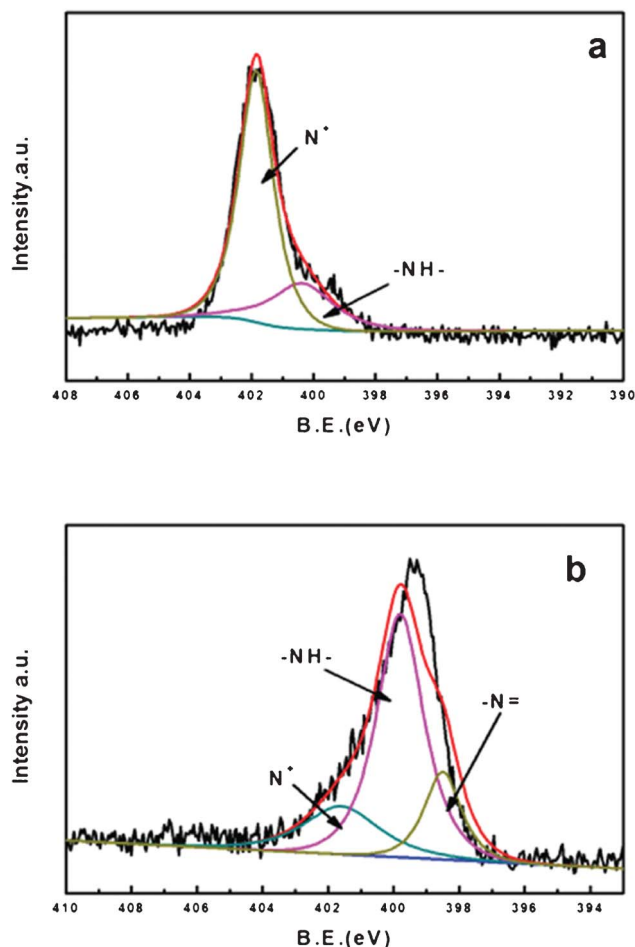 a
N+
-NH-
Intensity.a.u.
408 406 404 402 400 398 396 394 392 390
B.E.(eV)
b
-NH-
-N=
N+
Intensity a.u.
410 408 406 404 402 400 398 396 394
B.E.(eV)